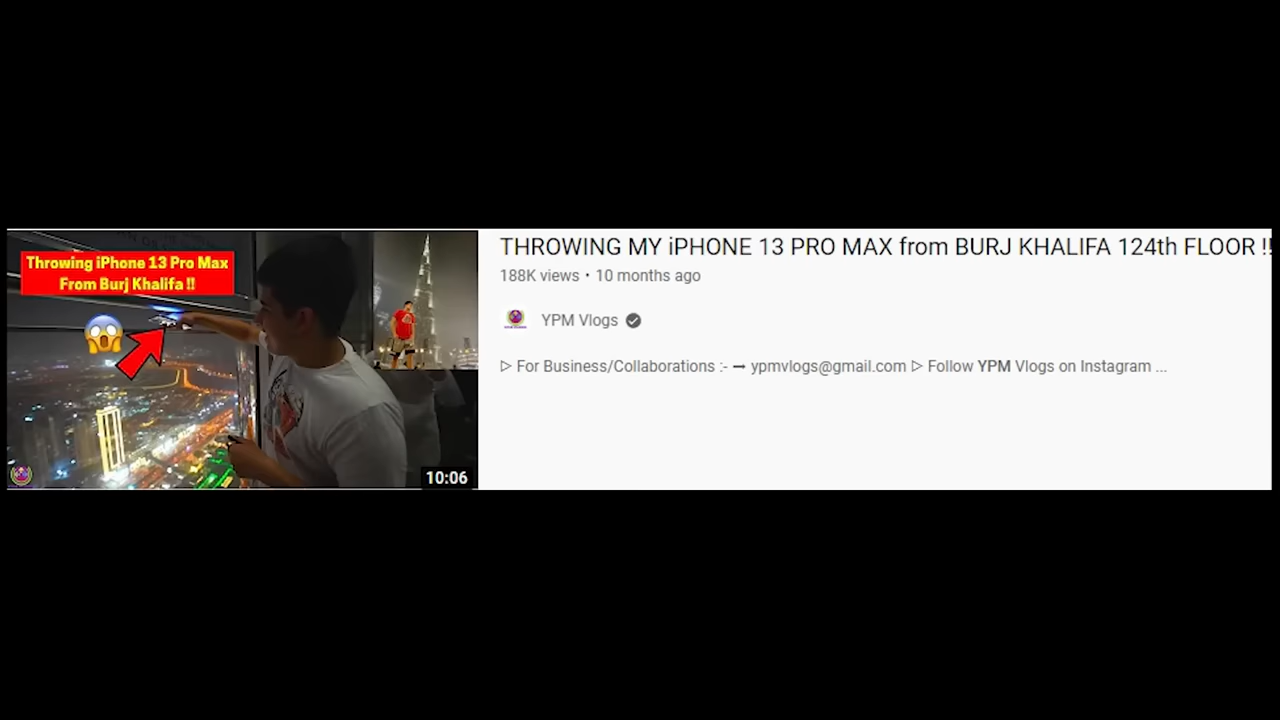 Throwing iPhone 13 Pro Max
From Burj Khalifa !!
10:06
THROWING MY iPHONE 13 PRO MAX from BURJ KHALIFA 124th FLOOR !!
188K views • 10 months ago
YPM Vlogs
▷ For Business/Collaborations :- ➞ ypmvlogs@gmail.com ▷ Follow YPM Vlogs on Instagram ...